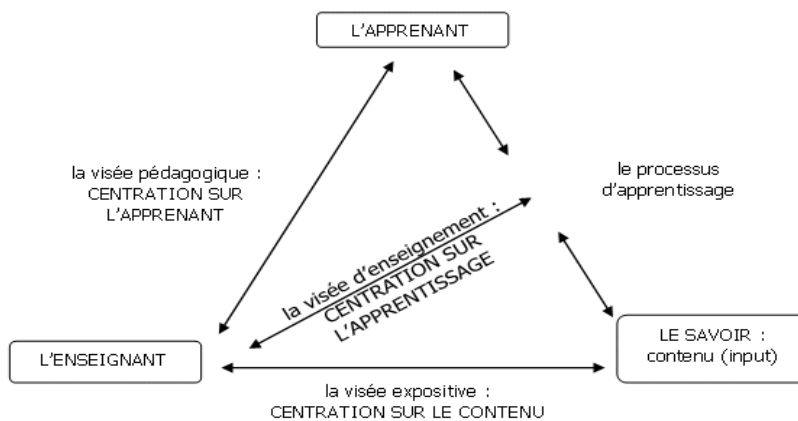 L'APPRENANT
la visée pédagogique :
CENTRATION SUR
L'APPRENANT
le processus
d'apprentissage
la visée d'enseignement :
CENTRATION SUR
L'APPRENTISSAGE
L'ENSEIGNANT
LE SAVOIR :
contenu (input)
la visée expositive :
CENTRATION SUR LE CONTENU